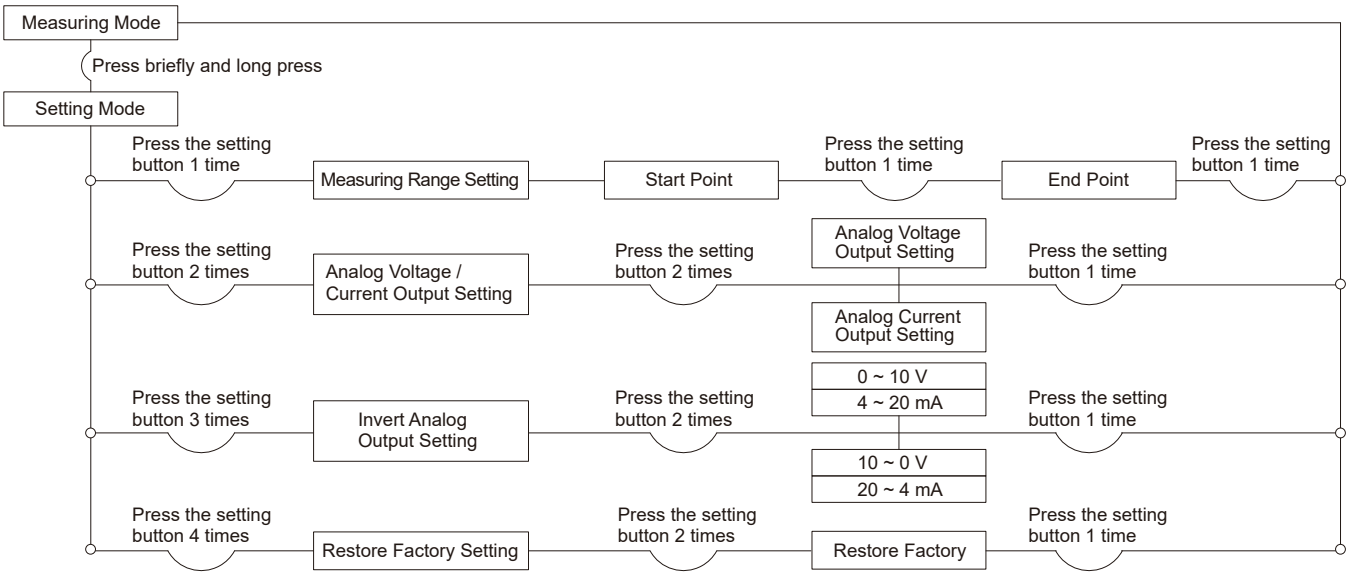 Measuring Mode
Press briefly and long press
Setting Mode
Press the setting
button 1 time
Measuring Range Setting
Start Point
Press the setting
button 1 time
End Point
Press the setting
button 1 time
Press the setting
button 2 times
Analog Voltage /
Current Output Setting
Press the setting
button 2 times
Analog Voltage
Output Setting
Analog Current
Output Setting
Press the setting
button 1 time
Press the setting
button 3 times
Invert Analog
Output Setting
Press the setting
button 2 times
0 ~ 10 V
4 ~ 20 mA
10 ~ 0 V
20 ~ 4 mA
Press the setting
button 1 time
Press the setting
button 4 times
Restore Factory Setting
Press the setting
button 2 times
Restore Factory
Press the setting
button 1 time